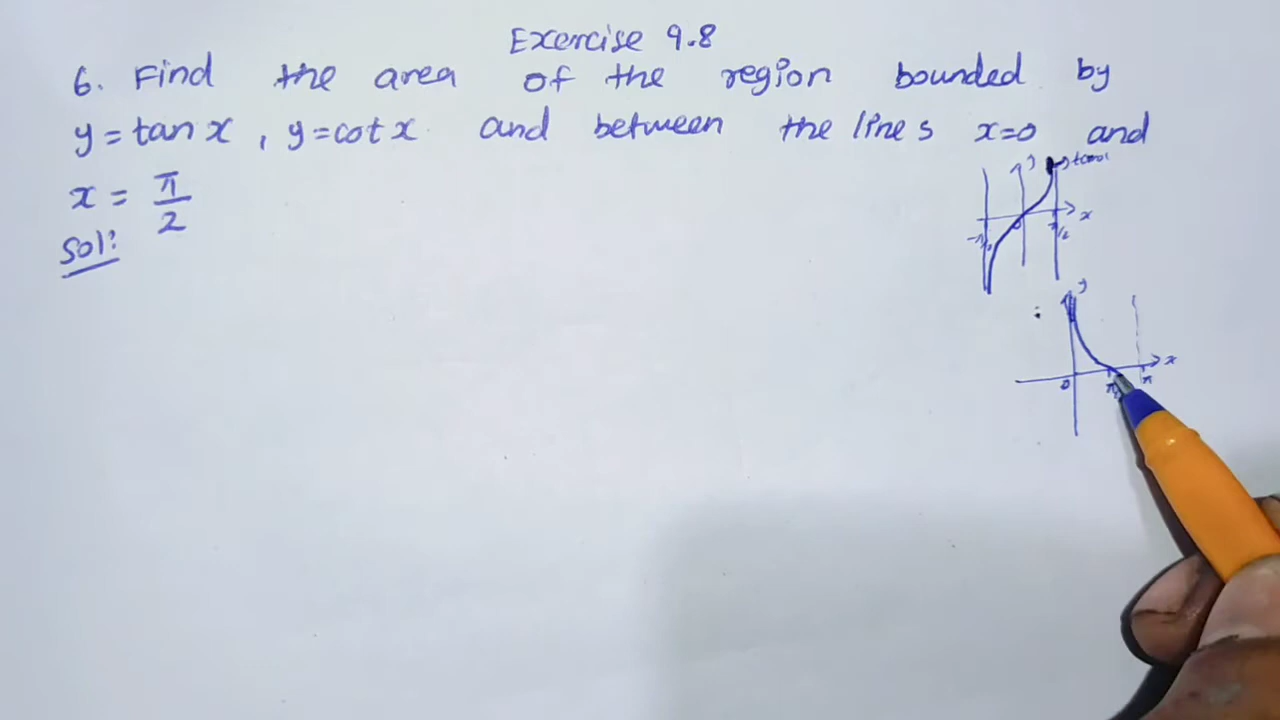 Exercise 9.8
6. Find the area of the region bounded by
y = tan x , y = cot x and between the lines x=0 and
x = π/2
Sol:
y
x
y
x
0
π